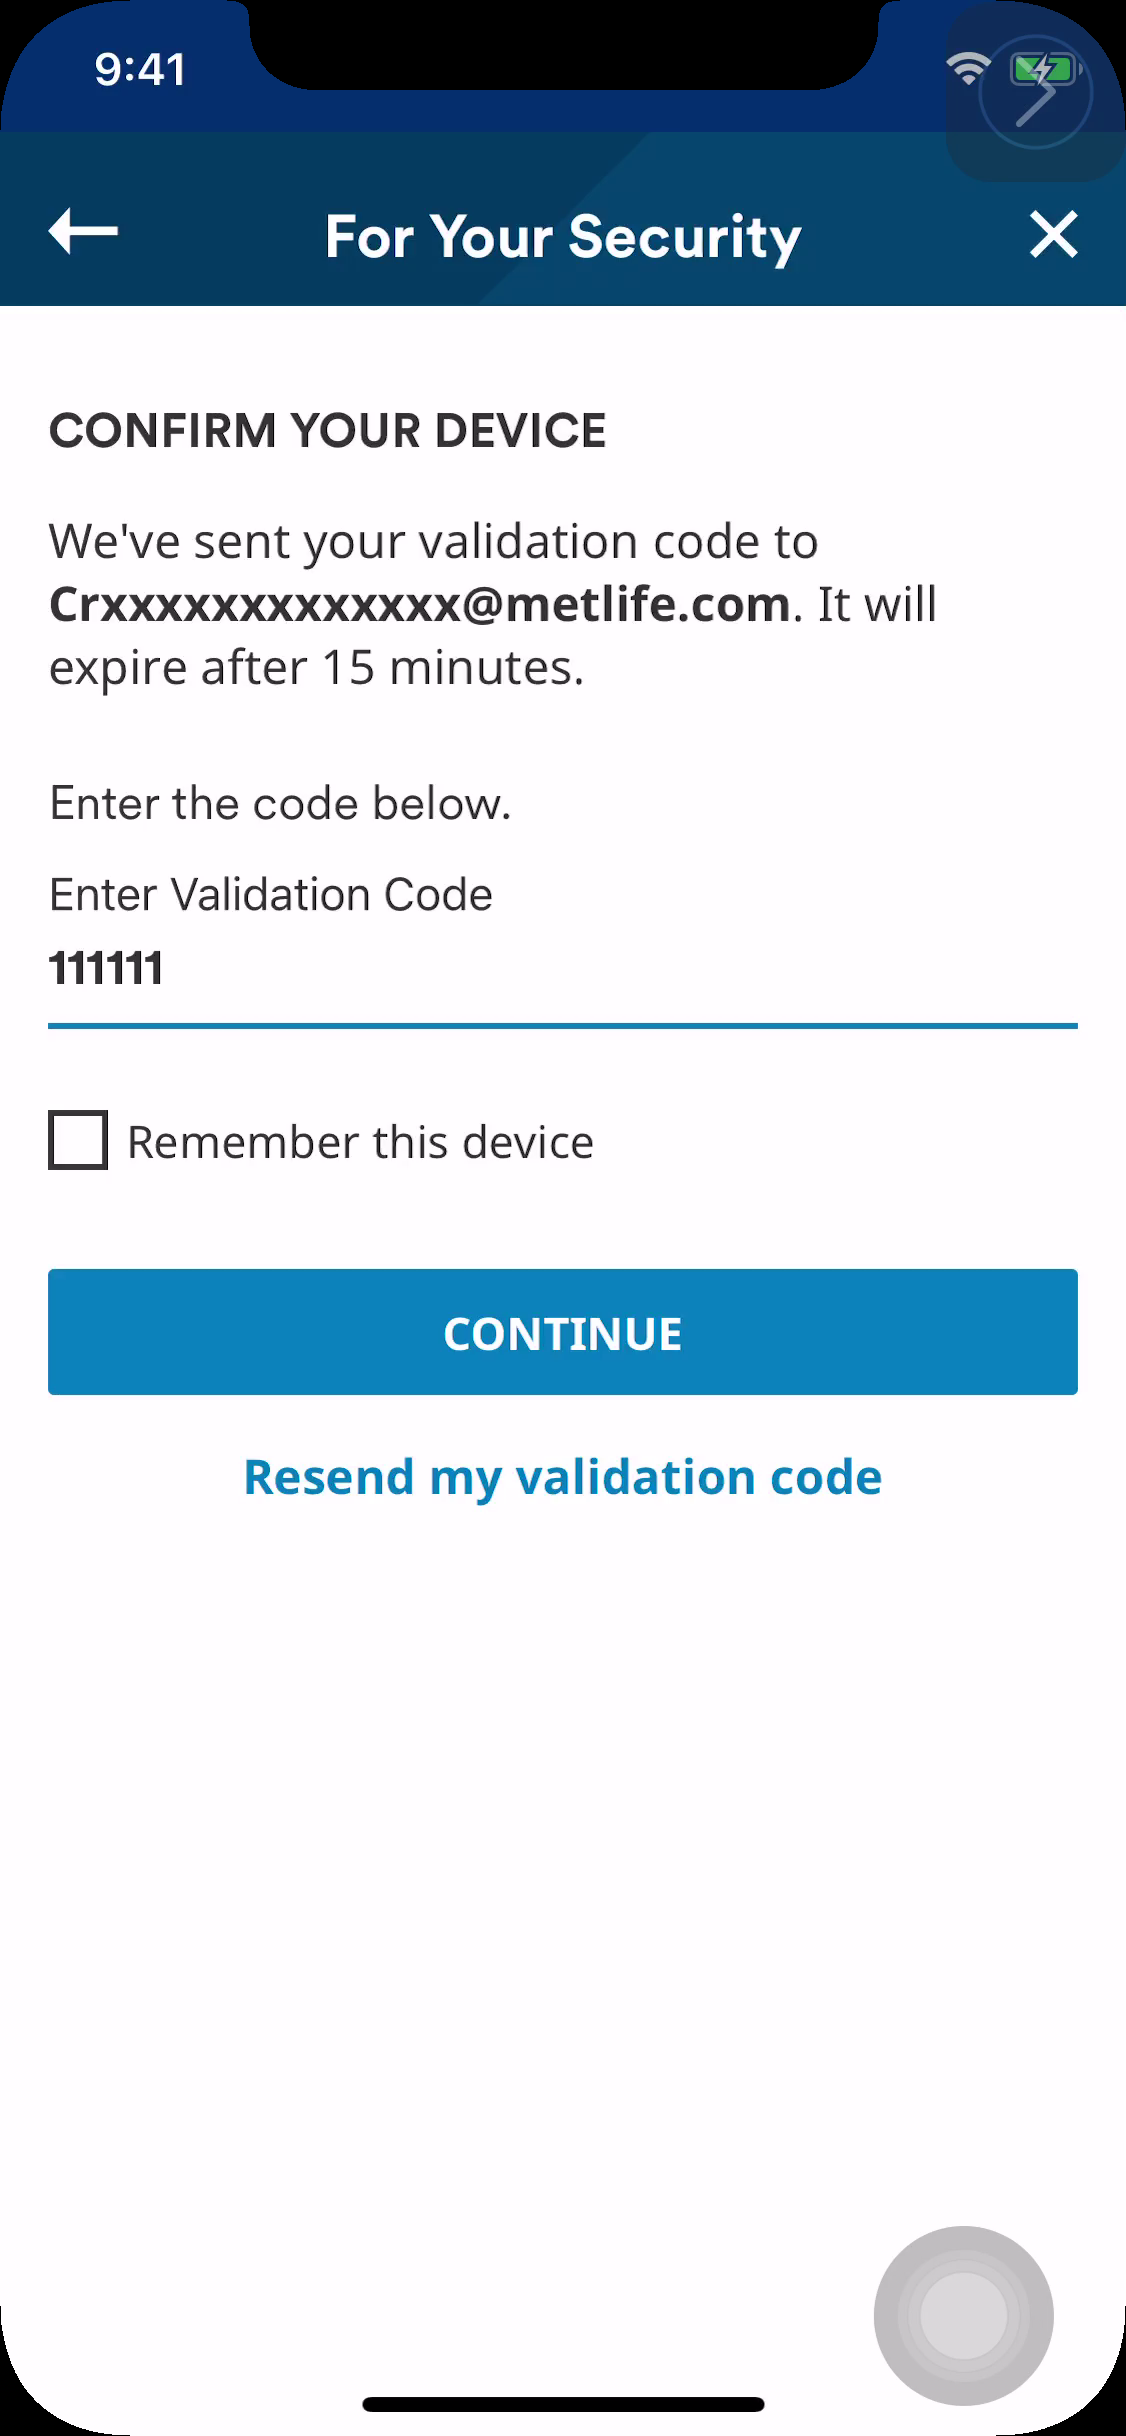 9:41
For Your Security
CONFIRM YOUR DEVICE
We've sent your validation code to
Crxxxxxxxxxxxxx@metlife.com. It will
expire after 15 minutes.
Enter the code below.
Enter Validation Code
111111
Remember this device
CONTINUE
Resend my validation code